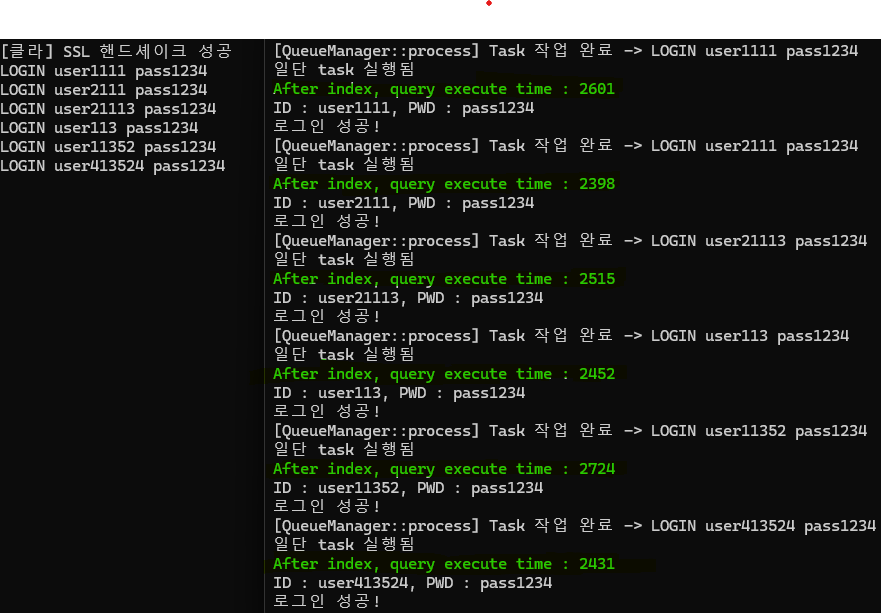 [클라] SSL 핸드셰이크 성공
LOGIN user1111 pass1234
LOGIN user2111 pass1234
LOGIN user21113 pass1234
LOGIN user113 pass1234
LOGIN user11352 pass1234
LOGIN user413524 pass1234
[QueueManager::process] Task 작업 완료 -> LOGIN user1111 pass1234
일단 task 실행됨
After index, query execute time : 2601
ID : user1111, PWD : pass1234
로그인 성공!
[QueueManager::process] Task 작업 완료 -> LOGIN user2111 pass1234
일단 task 실행됨
After index, query execute time : 2398
ID : user2111, PWD : pass1234
로그인 성공!
[QueueManager::process] Task 작업 완료 -> LOGIN user21113 pass1234
일단 task 실행됨
After index, query execute time : 2515
ID : user21113, PWD : pass1234
로그인 성공!
[QueueManager::process] Task 작업 완료 -> LOGIN user113 pass1234
일단 task 실행됨
After index, query execute time : 2452
ID : user113, PWD : pass1234
로그인 성공!
[QueueManager::process] Task 작업 완료 -> LOGIN user11352 pass1234
일단 task 실행됨
After index, query execute time : 2724
ID : user11352, PWD : pass1234
로그인 성공!
[QueueManager::process] Task 작업 완료 -> LOGIN user413524 pass1234
일단 task 실행됨
After index, query execute time : 2431
ID : user413524, PWD : pass1234
로그인 성공!